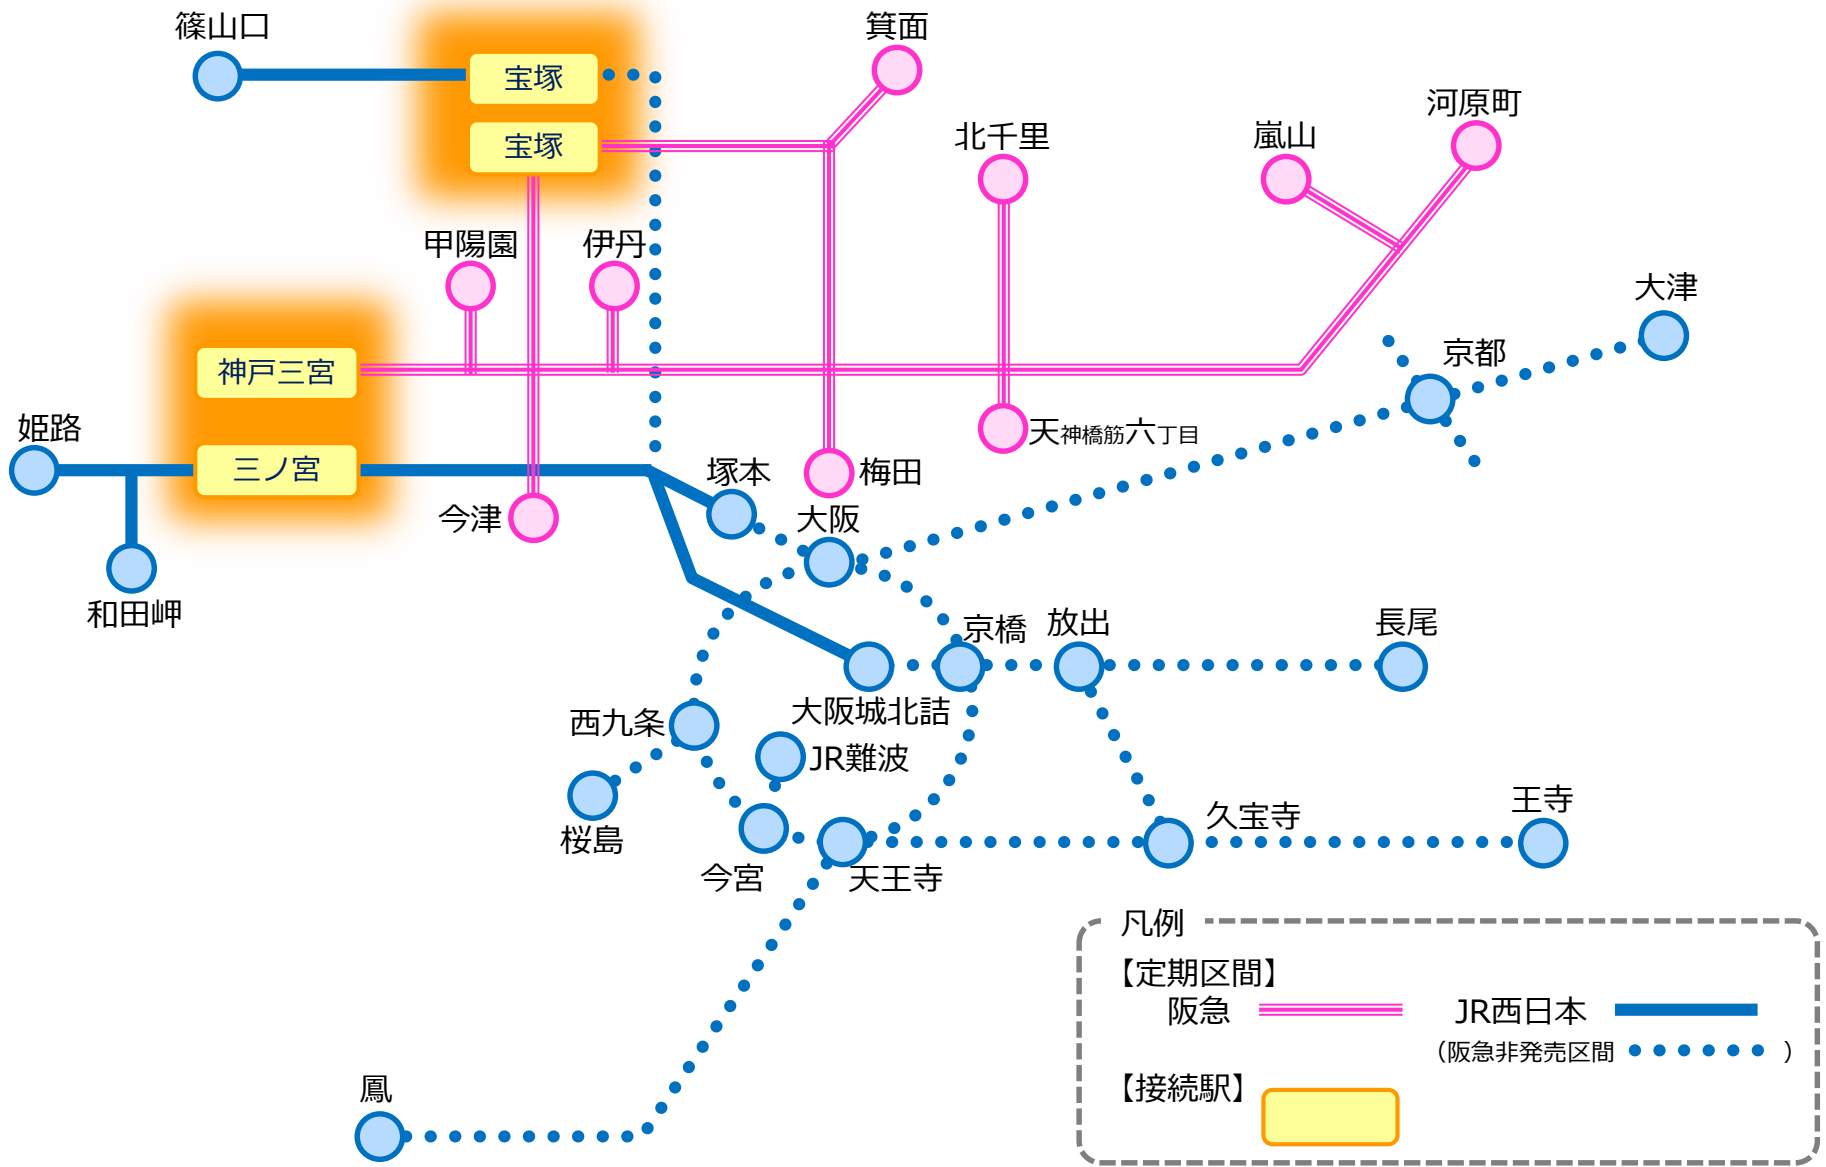 篠山口
宝塚
宝塚
箕面
北千里
嵐山
河原町
甲陽園
伊丹
大津
京都
神戸三宮
姫路
三ノ宮
天神橋筋六丁目
塚本
梅田
今津
大阪
和田岬
京橋
放出
長尾
西九条
大阪城北詰
JR難波
桜島
久宝寺
王寺
今宮
天王寺
鳳
凡例
【定期区間】
阪急
JR西日本
（阪急非発売区間 ）
【接続駅】